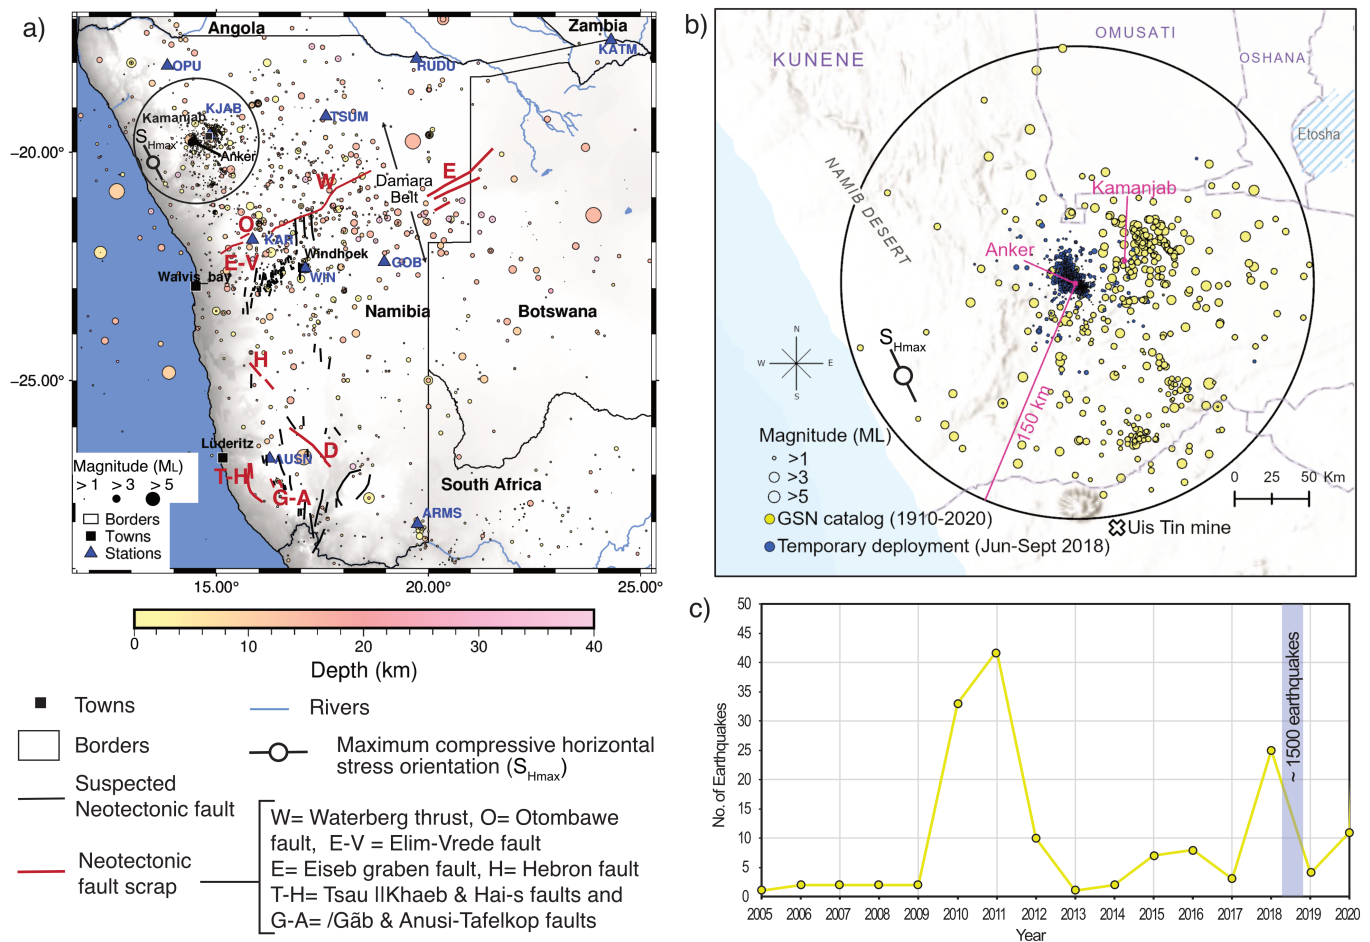 a)
Angola
Zambia
KATM
OPU
RUDU
KJAB
Kamanjab
TSUM
SHmax
Anker
−20.00°
E
W
Damara
Belt
O
KAR
E-V
Windhoek
WIN
GOB
Walvis bay
Namibia
Botswana
H
−25.00°
Lüderitz
D
AUSN
T-H
G-A
South Africa
ARMS
Magnitude (ML)
> 1 > 3 > 5
Borders
Towns
Stations
15.00° 20.00° 25.00°
0 10 20 30 40
Depth (km)
Towns
Rivers
Borders
Maximum compressive horizontal
stress orientation (SHmax)
Suspected
Neotectonic fault
Neotectonic
fault scrap
W= Waterberg thrust, O= Otombawe
fault, E-V = Elim-Vrede fault
E= Eiseb graben fault, H= Hebron fault
T-H= Tsau ||Khaeb & Hai-s faults and
G-A= /Gãb & Anusi-Tafelkop faults
b)
KUNENE
OMUSATI
OSHANA
Etosha
NAMIB DESERT
Kamanjab
Anker
N
W E
S
SHmax
150 km
Magnitude (ML)
>1
>3
>5
0 25 50 Km
GSN catalog (1910-2020)
Uis Tin mine
Temporary deployment (Jun-Sept 2018)
c)
No. of Earthquakes
50
45
40
35
30
25
20
15
10
5
0
~ 1500 earthquakes
2005 2006 2007 2008 2009 2010 2011 2012 2013 2014 2015 2016 2017 2018 2019 2020
Year